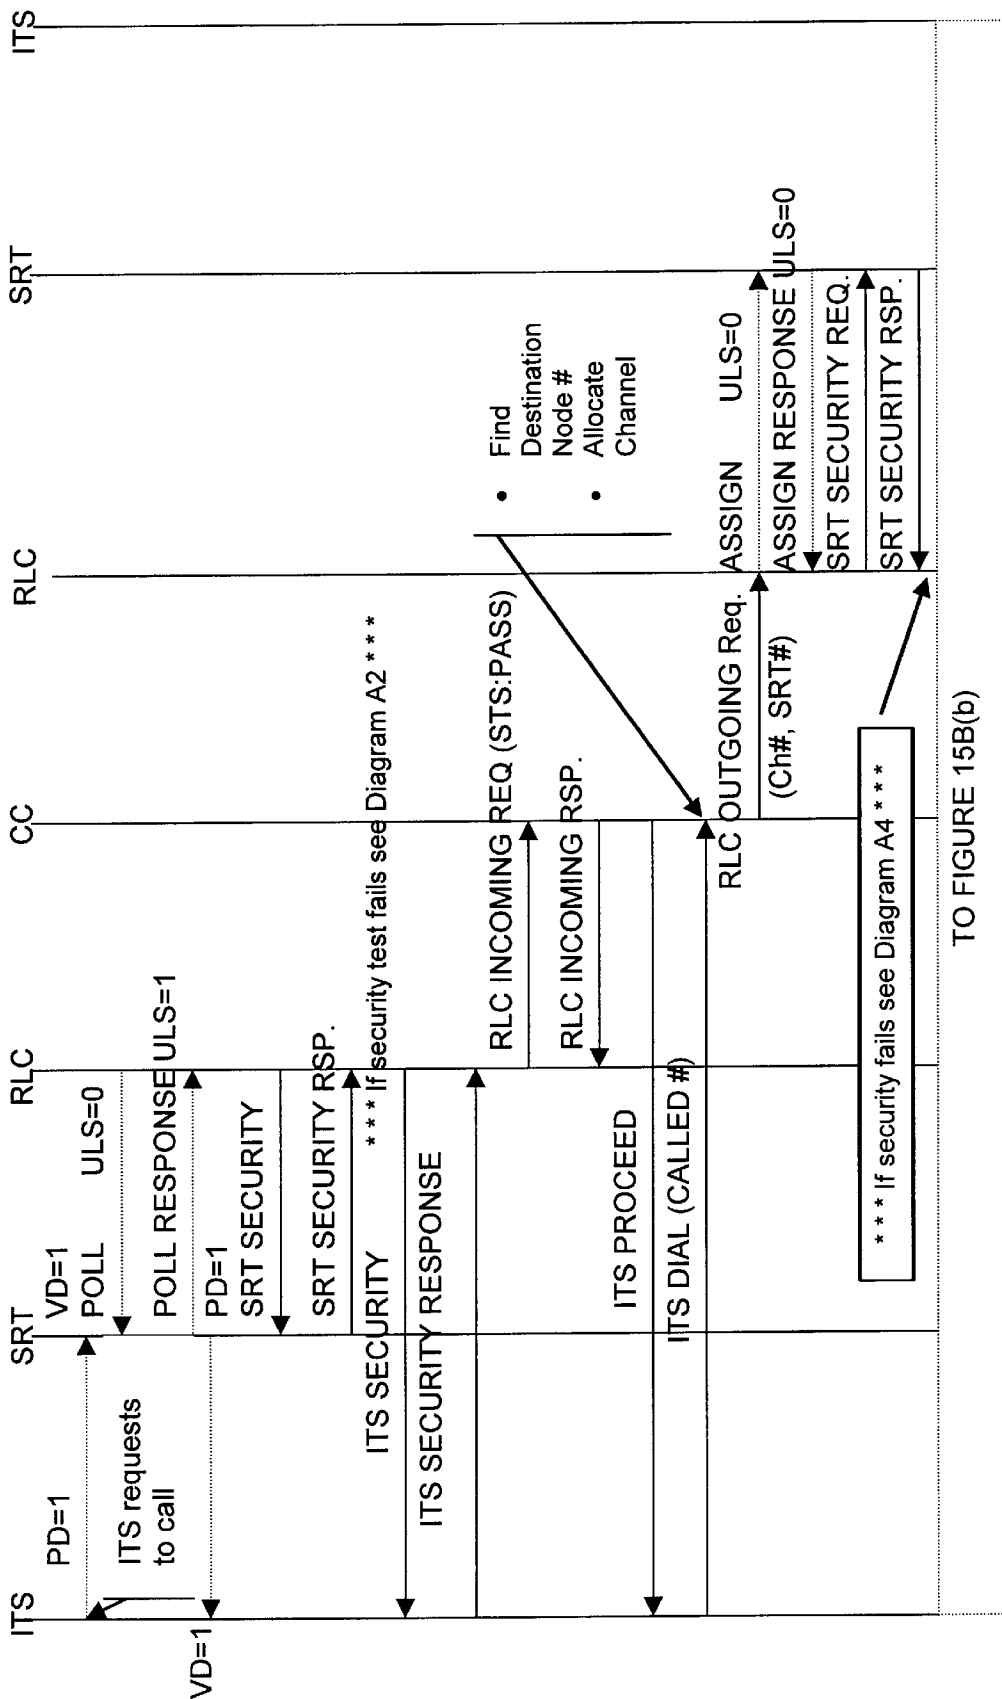 ITS
SRT
RLC
CC
RLC
SRT
ITS
PD=1
VD=1
ITS requests
to call
POLL ULS=0
POLL RESPONSE ULS=1
VD=1
PD=1
SRT SECURITY
SRT SECURITY RSP.
*** If security test fails see Diagram A2 ***
ITS SECURITY
ITS SECURITY RESPONSE
RLC INCOMING REQ (STS:PASS)
RLC INCOMING RSP.
ITS PROCEED
ITS DIAL (CALLED #)
• Find
Destination
Node #
• Allocate
Channel
RLC OUTGOING Req.
(Ch#, SRT#)
ASSIGN ULS=0
ASSIGN RESPONSE ULS=0
SRT SECURITY REQ.
SRT SECURITY RSP.
*** If security fails see Diagram A4 ***
TO FIGURE 15B(b)